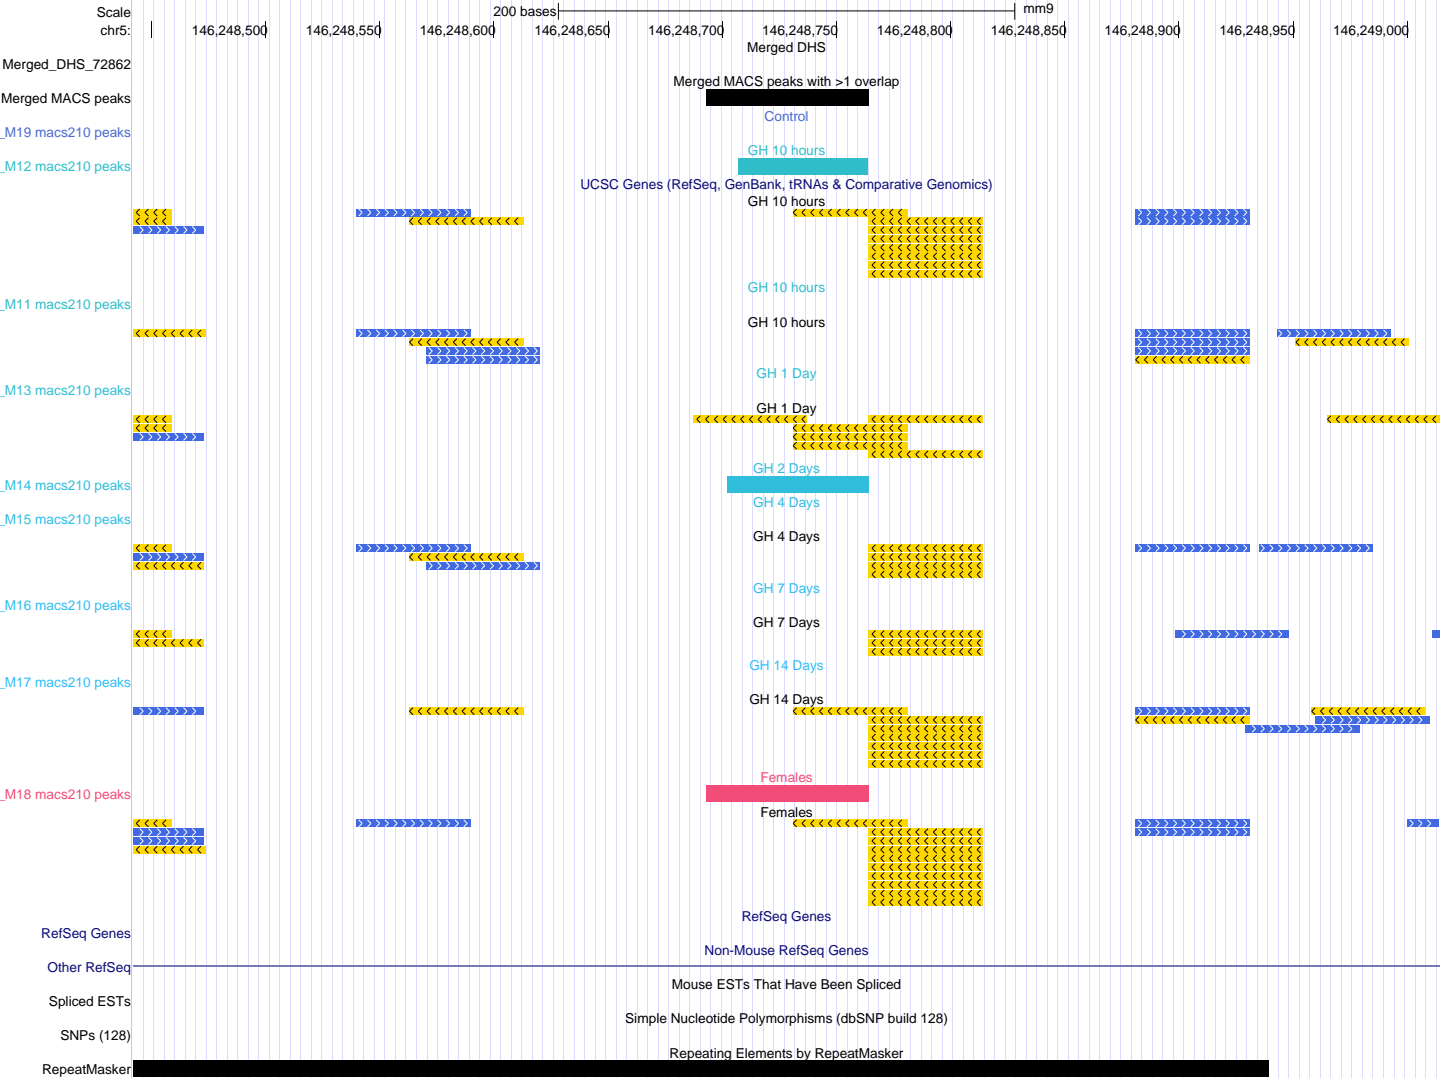 Scale 200 bases mm9
chr5: 146,248,500 146,248,550 146,248,600 146,248,650 146,248,700 146,248,750 146,248,800 146,248,850 146,248,900 146,248,950 146,249,000
Merged DHS
Merged_DHS_72862
Merged MACS peaks with >1 overlap
Merged MACS peaks
Control
_M19 macs210 peaks
GH 10 hours
_M12 macs210 peaks
UCSC Genes (RefSeq, GenBank, tRNAs & Comparative Genomics)
GH 10 hours
GH 10 hours
_M11 macs210 peaks
GH 10 hours
GH 1 Day
_M13 macs210 peaks
GH 1 Day
GH 2 Days
_M14 macs210 peaks
GH 4 Days
_M15 macs210 peaks
GH 4 Days
GH 7 Days
_M16 macs210 peaks
GH 7 Days
GH 14 Days
_M17 macs210 peaks
GH 14 Days
Females
_M18 macs210 peaks
Females
RefSeq Genes
RefSeq Genes
Non-Mouse RefSeq Genes
Other RefSeq
Mouse ESTs That Have Been Spliced
Spliced ESTs
Simple Nucleotide Polymorphisms (dbSNP build 128)
SNPs (128)
Repeating Elements by RepeatMasker
RepeatMasker